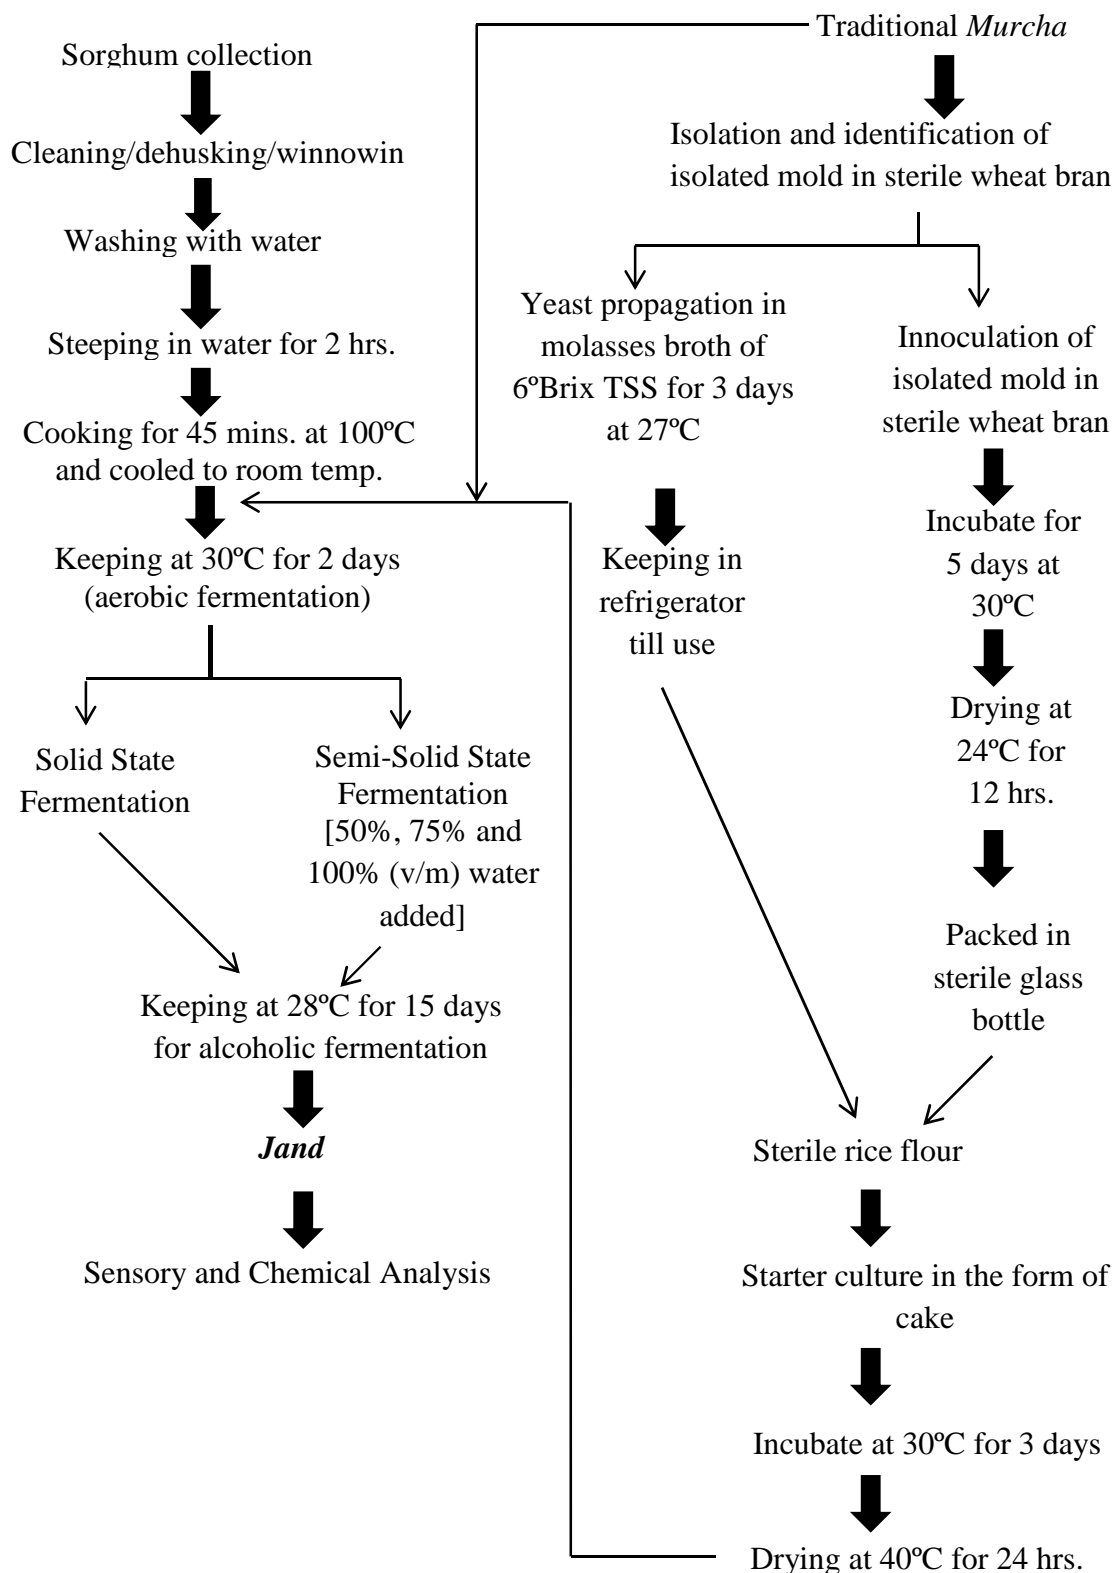 Sorghum collection
Cleaning/dehusking/winnowin
Washing with water
Steeping in water for 2 hrs.
Cooking for 45 mins. at 100ºC
and cooled to room temp.
Keeping at 30ºC for 2 days
(aerobic fermentation)
Solid State
Fermentation
Semi-Solid State
Fermentation
[50%, 75% and
100% (v/m) water
added]
Keeping at 28ºC for 15 days
for alcoholic fermentation
Jand
Sensory and Chemical Analysis
Traditional Murcha
Isolation and identification of
isolated mold in sterile wheat bran
Yeast propagation in
molasses broth of
6ºBrix TSS for 3 days
at 27ºC
Keeping in
refrigerator
till use
Innoculation of
isolated mold in
sterile wheat bran
Incubate for
5 days at
30ºC
Drying at
24ºC for
12 hrs.
Packed in
sterile glass
bottle
Sterile rice flour
Starter culture in the form of
cake
Incubate at 30ºC for 3 days
Drying at 40ºC for 24 hrs.